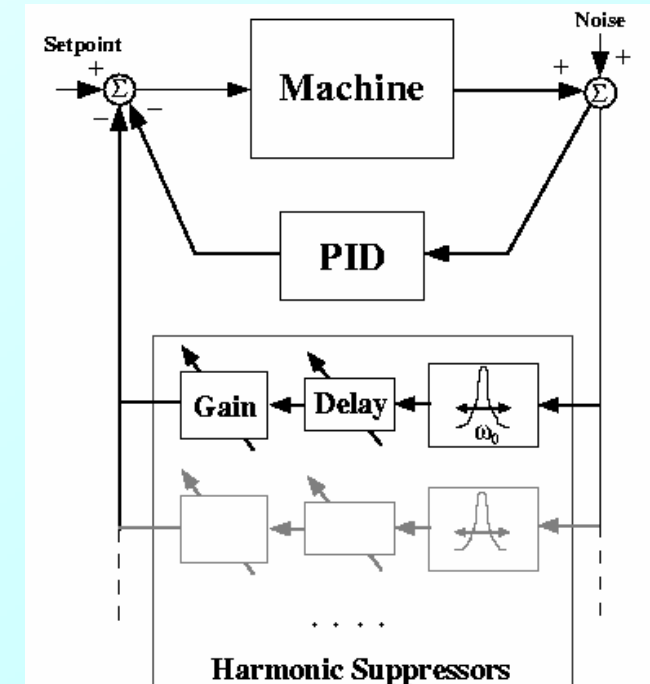 Noise
Setpoint
+
+
+
Σ
Machine
Σ
−
−
PID
Gain
Delay
ω₀
. . . .
Harmonic Suppressors